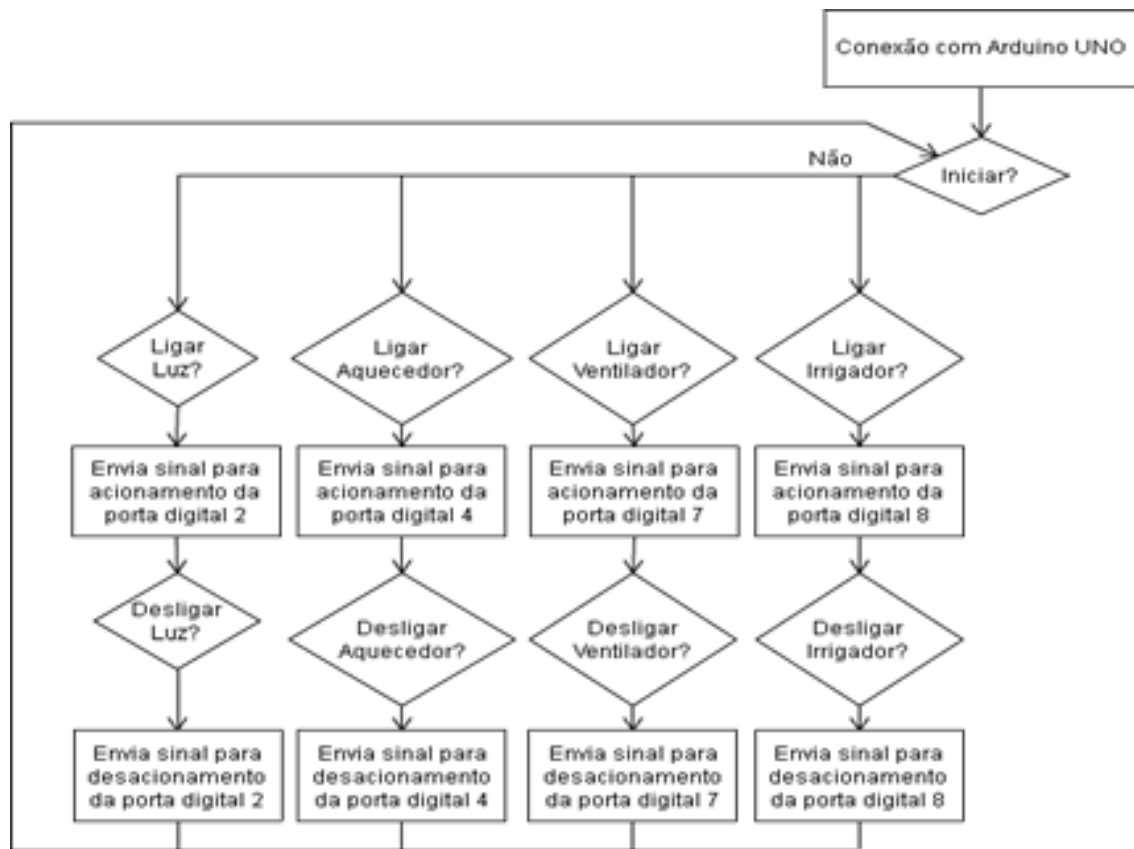 Conexão com Arduino UNO
Não
Iniciar?
Ligar
Luz?
Ligar
Aquecedor?
Ligar
Ventilador?
Ligar
Irrigador?
Envia sinal para
acionamento da
porta digital 2
Envia sinal para
acionamento da
porta digital 4
Envia sinal para
acionamento da
porta digital 7
Envia sinal para
acionamento da
porta digital 8
Desligar
Luz?
Desligar
Aquecedor?
Desligar
Ventilador?
Desligar
Irrigador?
Envia sinal para
desacionamento
da porta digital 2
Envia sinal para
desacionamento
da porta digital 4
Envia sinal para
desacionamento
da porta digital 7
Envia sinal para
desacionamento
da porta digital 8